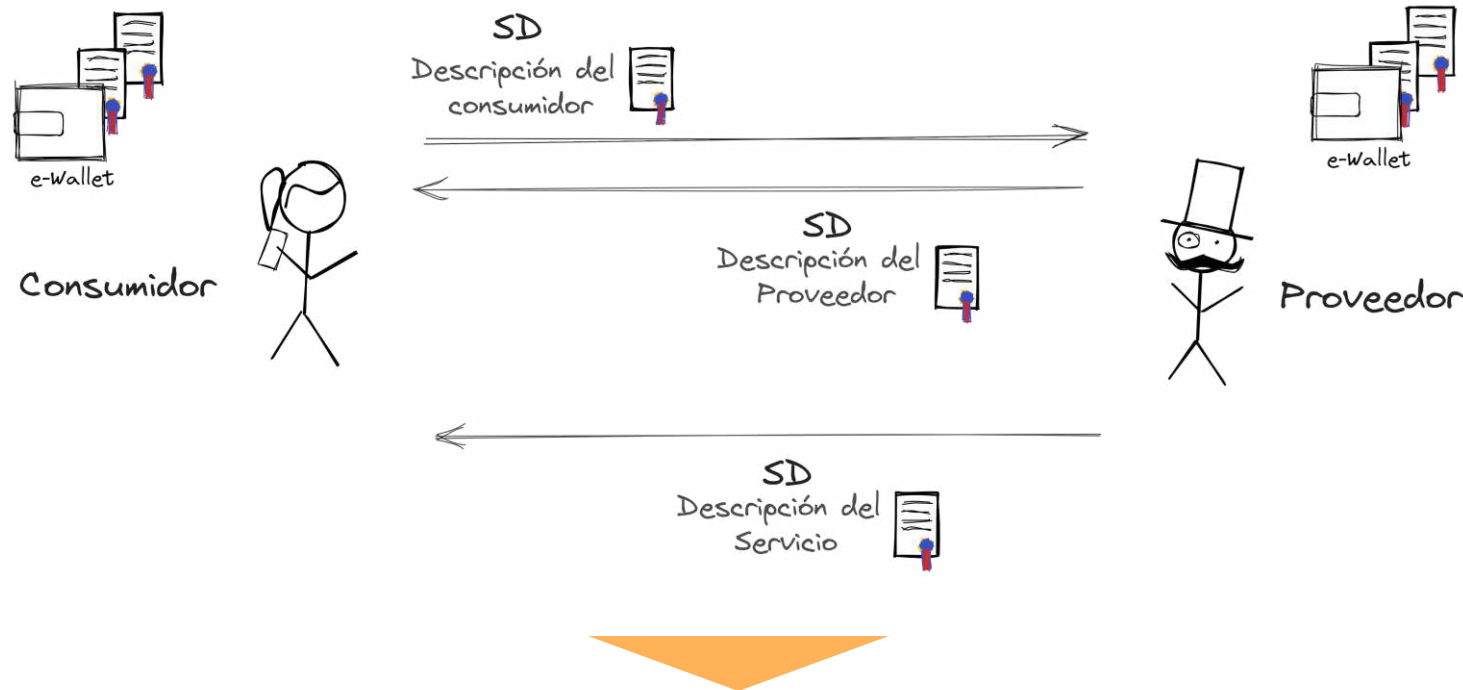 SD
Descripción del
consumidor
e-Wallet
e-Wallet
SD
Descripción del
Proveedor
Consumidor
Proveedor
SD
Descripción del
Servicio